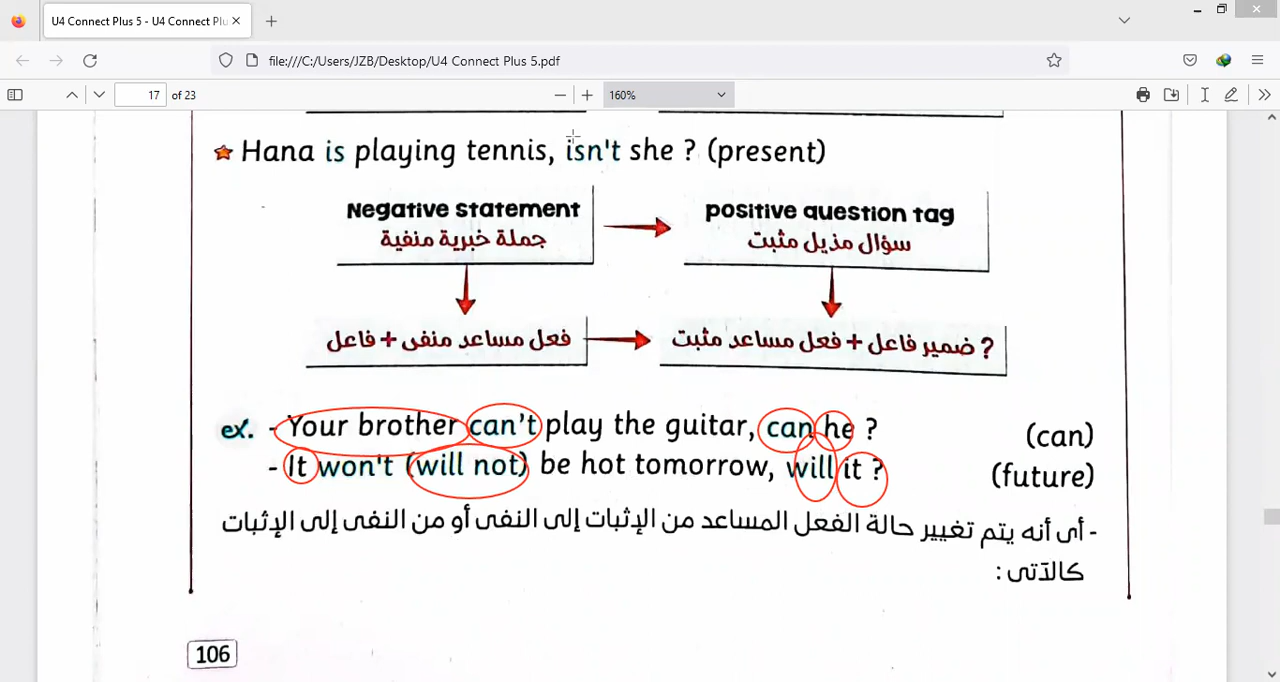 U4 Connect Plus 5 - U4 Connect Plu
file:///C:/Users/JZB/Desktop/U4 Connect Plus 5.pdf
17 of 23
160%
Hana is playing tennis, isn't she ? (present)
Negative statement
positive question tag
جملة خبرية منفية
سؤال مذيل مثبت
فعل مساعد منفى + فاعل
? ضمير فاعل + فعل مساعد مثبت
ex. - Your brother can't play the guitar, can he ? (can)
- It won't (will not) be hot tomorrow, will it ? (future)
- أى أنه يتم تغيير حالة الفعل المساعد من الإثبات إلى النفى أو من النفى إلى الإثبات
كالآتى :
106